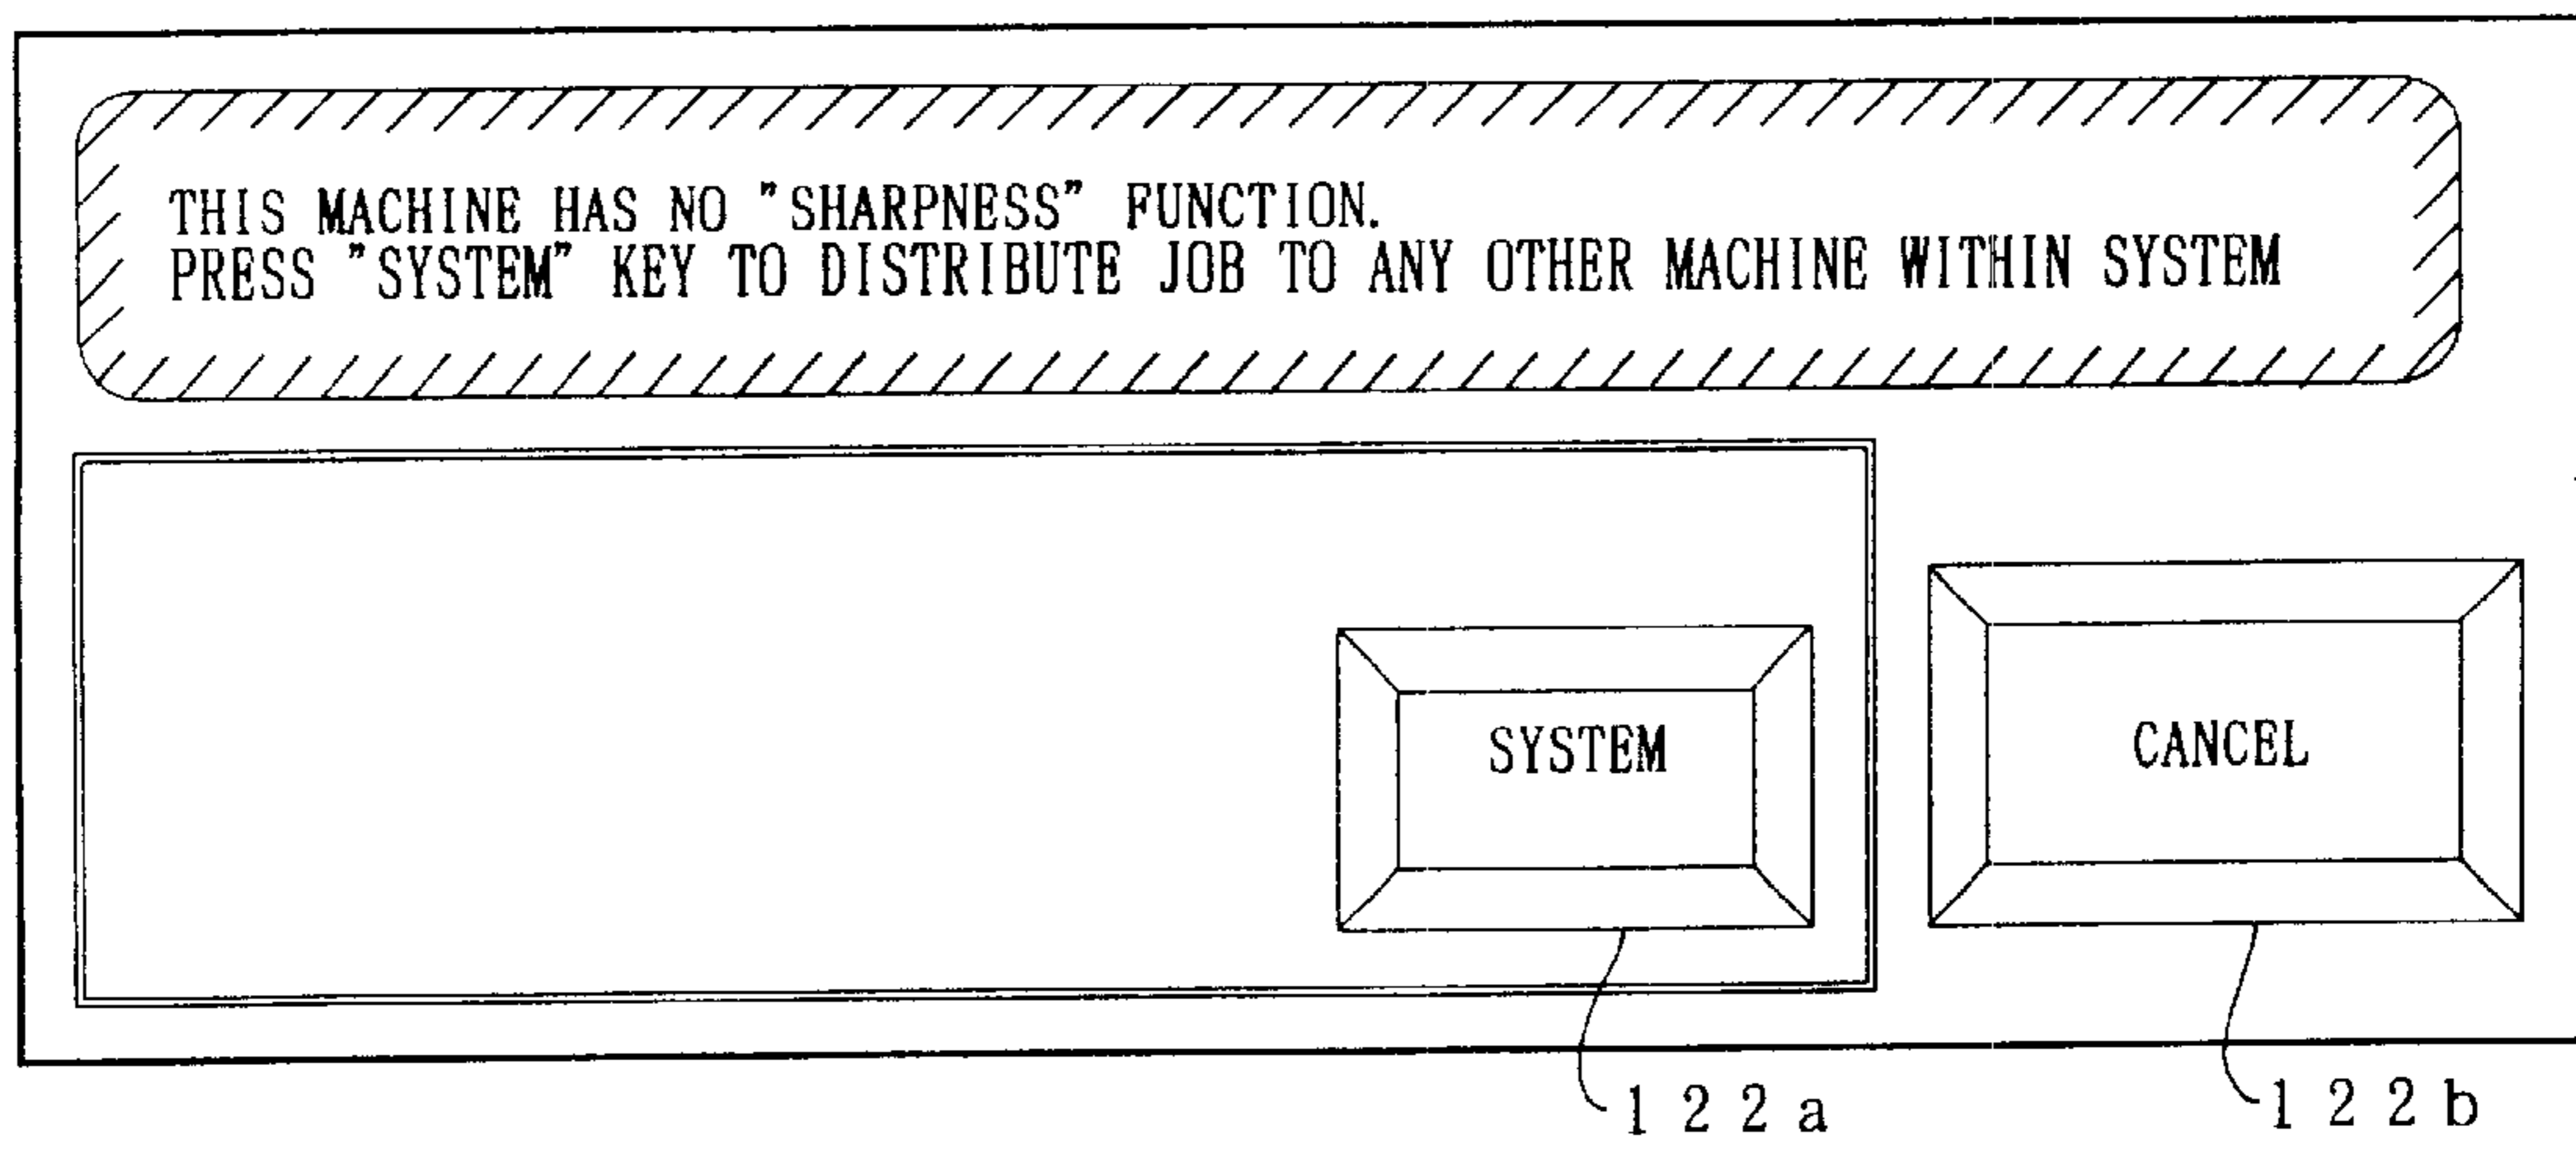 THIS MACHINE HAS NO "SHARPNESS" FUNCTION.
PRESS "SYSTEM" KEY TO DISTRIBUTE JOB TO ANY OTHER MACHINE WITHIN SYSTEM
SYSTEM
CANCEL
122a
122b